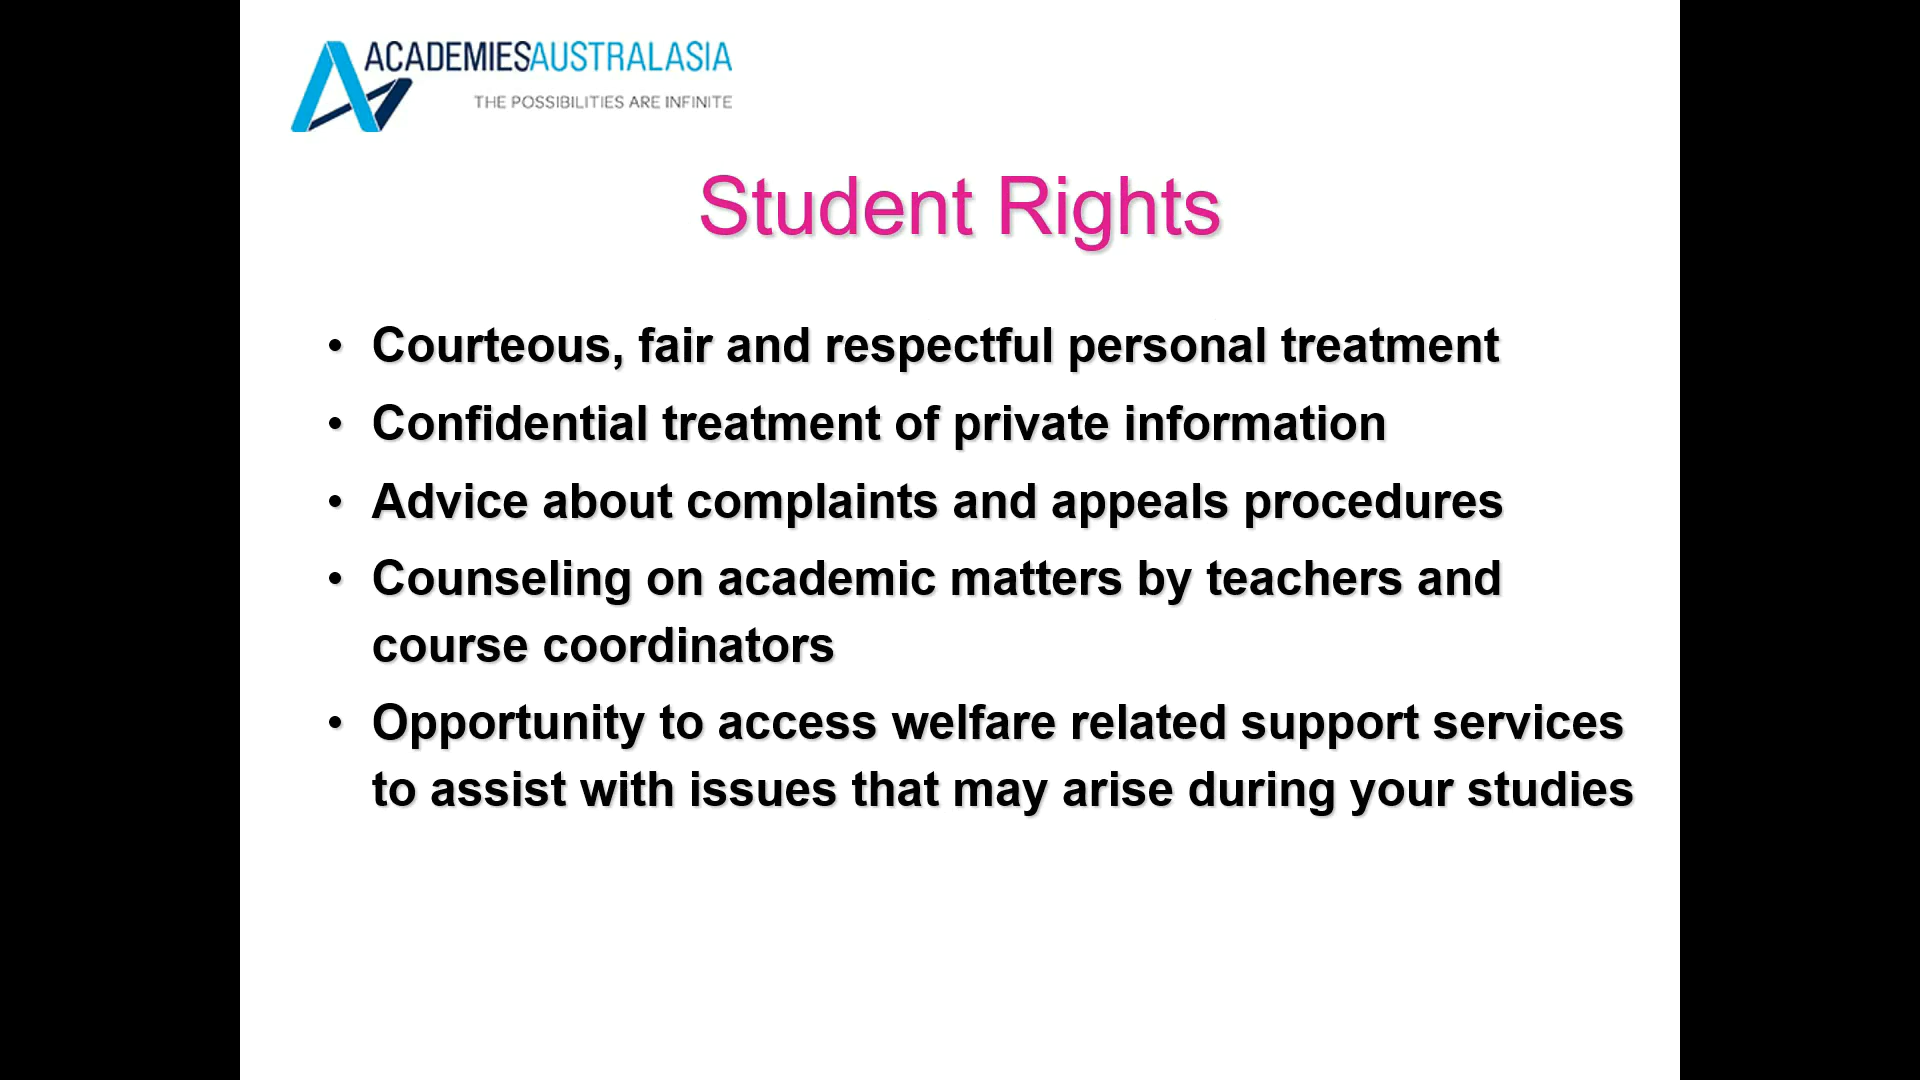 ACADEMIESAUSTRALASIA
THE POSSIBILITIES ARE INFINITE
Student Rights
• Courteous, fair and respectful personal treatment
• Confidential treatment of private information
• Advice about complaints and appeals procedures
• Counseling on academic matters by teachers and
course coordinators
• Opportunity to access welfare related support services
to assist with issues that may arise during your studies